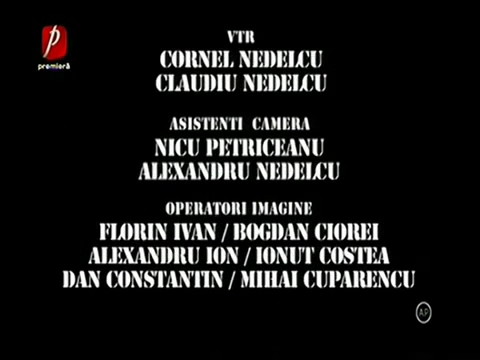 p
premieră
VTR
CORNEL NEDELCU
CLAUDIU NEDELCU
ASISTENTI CAMERA
NICU PETRICEANU
ALEXANDRU NEDELCU
OPERATORI IMAGINE
FLORIN IVAN / BOGDAN CIOREI
ALEXANDRU ION / IONUT COSTEA
DAN CONSTANTIN / MIHAI CUPARENCU
AP